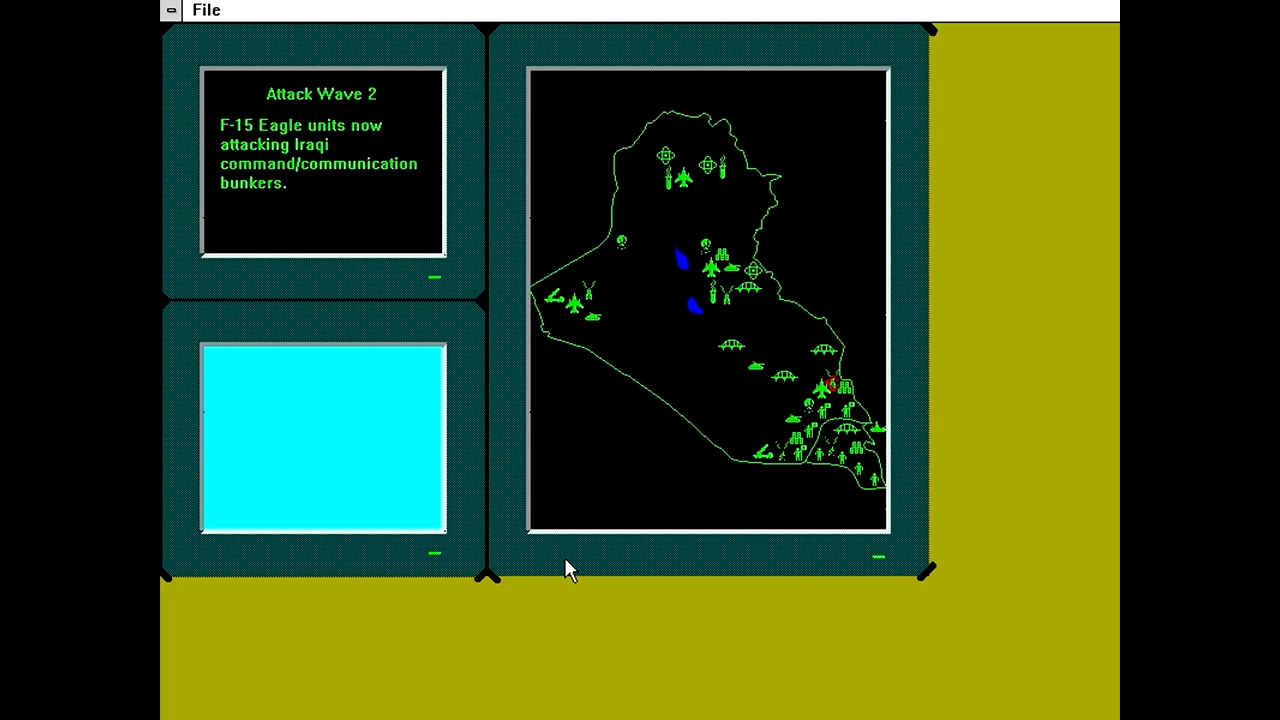 File
Attack Wave 2
F-15 Eagle units now
attacking Iraqi
command/communication
bunkers.